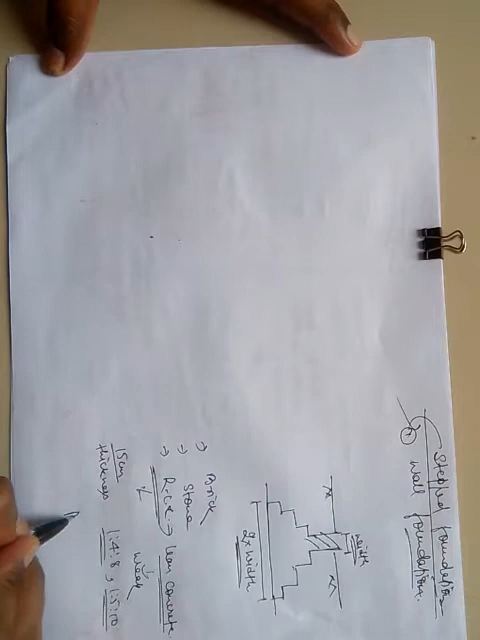 Stepped foundation
① Wall foundation.
width
2x width
→ Brick
→ Stone
→ R.C.C. → lean concrete.
Weak
15cm
thickness 1:4:8, 1:5:10